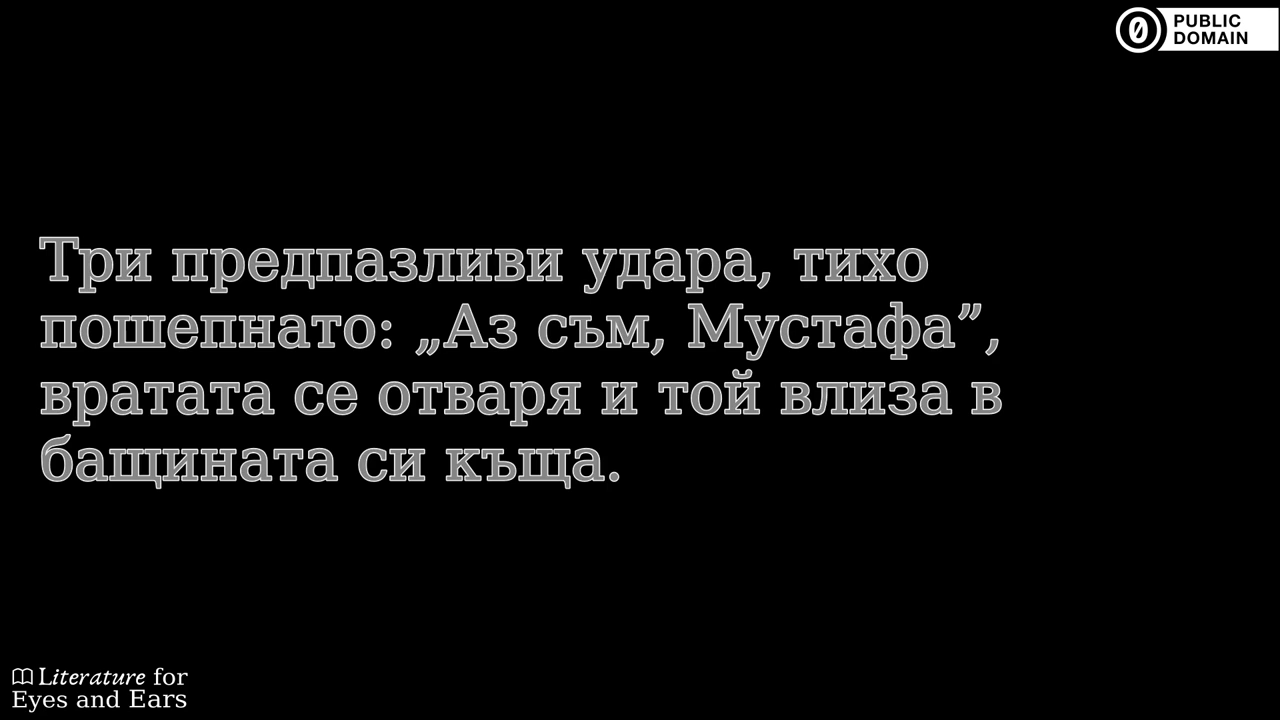 PUBLIC
DOMAIN
Три предпазливи удара, тихо
пошепнато: „Аз съм, Мустафа”,
вратата се отваря и той влиза в
бащината си къща.
Literature for
Eyes and Ears